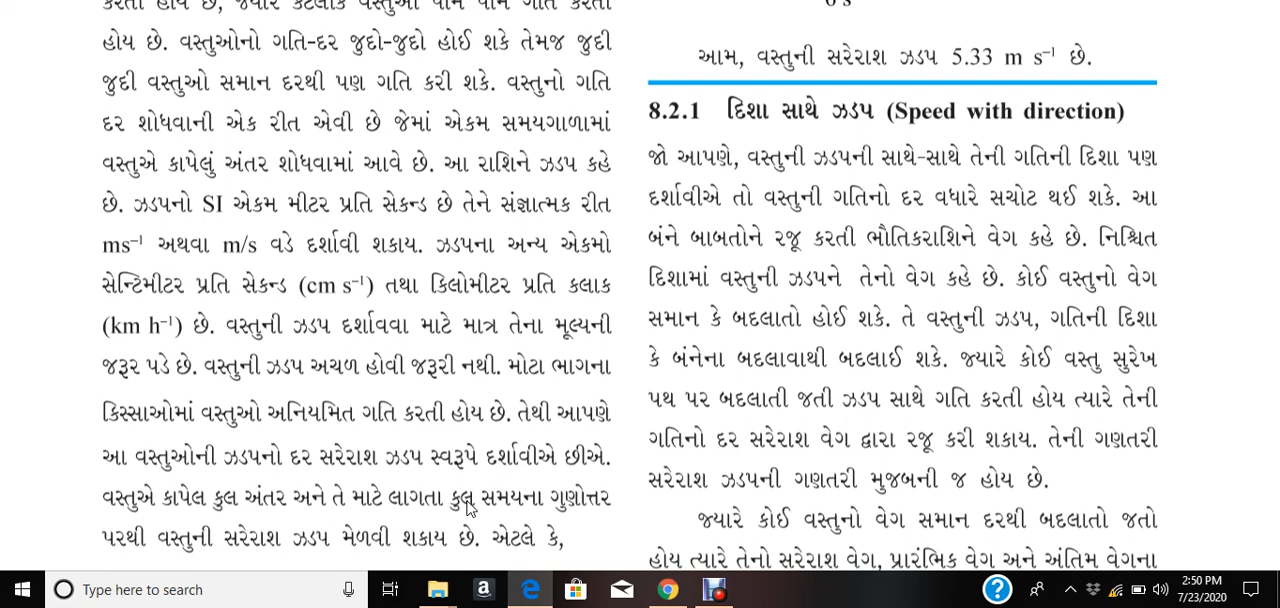 કરતી હોય છે, જ્યારે કેટલીક વસ્તુઓ ધીમે ધીમે ગતિ કરતી
હોય છે. વસ્તુઓનો ગતિ-દર જુદો-જુદો હોઈ શકે તેમજ જુદી
જુદી વસ્તુઓ સમાન દરથી પણ ગતિ કરી શકે. વસ્તુનો ગતિ
દર શોધવાની એક રીત એવી છે જેમાં એકમ સમયગાળામાં
વસ્તુએ કાપેલું અંતર શોધવામાં આવે છે. આ રાશિને ઝડપ કહે
છે. ઝડપનો SI એકમ મીટર પ્રતિ સેકન્ડ છે તેને સંજ્ઞાત્મક રીત
ms⁻¹ અથવા m/s વડે દર્શાવી શકાય. ઝડપના અન્ય એકમો
સેન્ટિમીટર પ્રતિ સેકન્ડ (cm s⁻¹) તથા કિલોમીટર પ્રતિ કલાક
(km h⁻¹) છે. વસ્તુની ઝડપ દર્શાવવા માટે માત્ર તેના મૂલ્યની
જરૂર પડે છે. વસ્તુની ઝડપ અચળ હોવી જરૂરી નથી. મોટા ભાગના
કિસ્સાઓમાં વસ્તુઓ અનિયમિત ગતિ કરતી હોય છે. તેથી આપણે
આ વસ્તુઓની ઝડપનો દર સરેરાશ ઝડપ સ્વરૂપે દર્શાવીએ છીએ.
વસ્તુએ કાપેલ કુલ અંતર અને તે માટે લાગતા કુલ સમયના ગુણોત્તર
પરથી વસ્તુની સરેરાશ ઝડપ મેળવી શકાય છે. એટલે કે,
આમ, વસ્તુની સરેરાશ ઝડપ 5.33 m s⁻¹ છે.
8.2.1 દિશા સાથે ઝડપ (Speed with direction)
જો આપણે, વસ્તુની ઝડપની સાથે-સાથે તેની ગતિની દિશા પણ
દર્શાવીએ તો વસ્તુની ગતિનો દર વધારે સચોટ થઈ શકે. આ
બંને બાબતોને રજૂ કરતી ભૌતિકરાશિને વેગ કહે છે. નિશ્ચિત
દિશામાં વસ્તુની ઝડપને તેનો વેગ કહે છે. કોઈ વસ્તુનો વેગ
સમાન કે બદલાતો હોઈ શકે. તે વસ્તુની ઝડપ, ગતિની દિશા
કે બંનેના બદલાવાથી બદલાઈ શકે. જ્યારે કોઈ વસ્તુ સુરેખ
પથ પર બદલાતી જતી ઝડપ સાથે ગતિ કરતી હોય ત્યારે તેની
ગતિનો દર સરેરાશ વેગ દ્વારા રજૂ કરી શકાય. તેની ગણતરી
સરેરાશ ઝડપની ગણતરી મુજબની જ હોય છે.
જ્યારે કોઈ વસ્તુનો વેગ સમાન દરથી બદલાતો જતો
હોય ત્યારે તેનો સરેરાશ વેગ, પ્રારંભિક વેગ અને અંતિમ વેગના
Type here to search
2:50 PM
7/23/2020